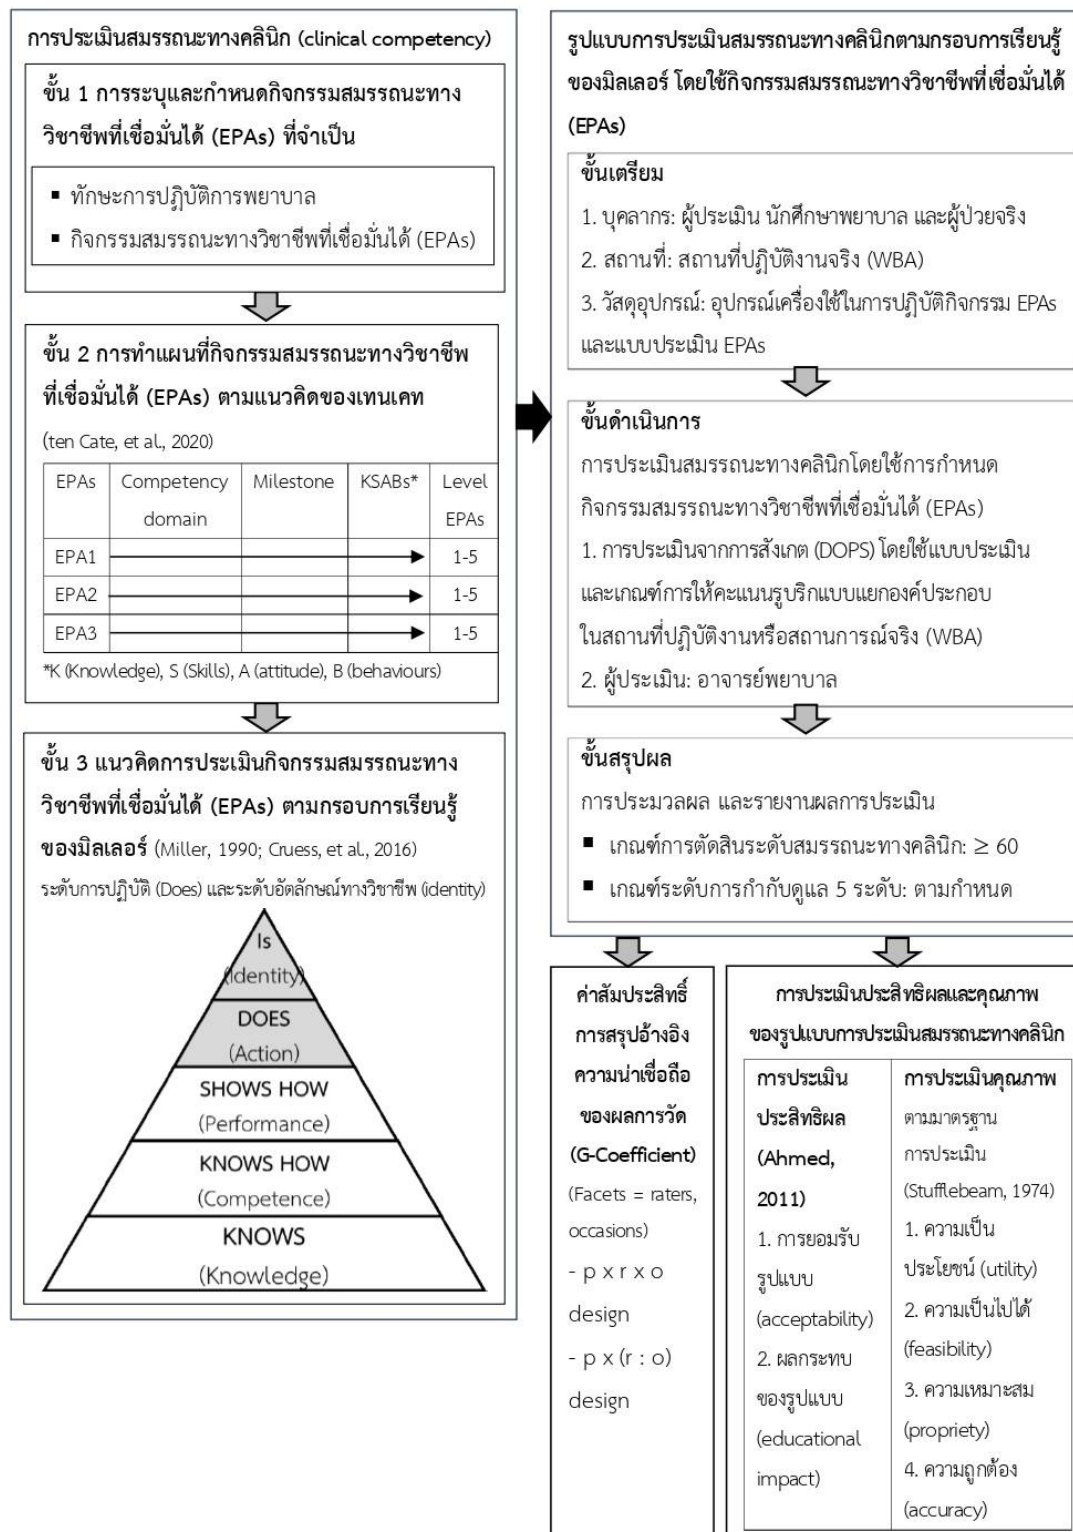 การประเมินสมรรถนะทางคลินิก (clinical competency)
ขั้น 1 การระบุและกำหนดกิจกรรมสมรรถนะทาง
วิชาชีพที่เชื่อมั่นได้ (EPAs) ที่จำเป็น
▪ ทักษะการปฏิบัติการพยาบาล
▪ กิจกรรมสมรรถนะทางวิชาชีพที่เชื่อมั่นได้ (EPAs)
ขั้น 2 การทำแผนที่กิจกรรมสมรรถนะทางวิชาชีพ
ที่เชื่อมั่นได้ (EPAs) ตามแนวคิดของเทนเคท
(ten Cate, et al., 2020)
EPAs Competency Milestone KSABs* Level
domain EPAs
EPA1 1-5
EPA2 1-5
EPA3 1-5
*K (Knowledge), S (Skills), A (attitude), B (behaviours)
ขั้น 3 แนวคิดการประเมินกิจกรรมสมรรถนะทาง
วิชาชีพที่เชื่อมั่นได้ (EPAs) ตามกรอบการเรียนรู้
ของมิลเลอร์ (Miller, 1990; Cruess, et al., 2016)
ระดับการปฏิบัติ (Does) และระดับอัตลักษณ์ทางวิชาชีพ (identity)
Is
(Identity)
DOES
(Action)
SHOWS HOW
(Performance)
KNOWS HOW
(Competence)
KNOWS
(Knowledge)
รูปแบบการประเมินสมรรถนะทางคลินิกตามกรอบการเรียนรู้
ของมิลเลอร์ โดยใช้กิจกรรมสมรรถนะทางวิชาชีพที่เชื่อมั่นได้
(EPAs)
ขั้นเตรียม
1. บุคลากร: ผู้ประเมิน นักศึกษาพยาบาล และผู้ป่วยจริง
2. สถานที่: สถานที่ปฏิบัติงานจริง (WBA)
3. วัสดุอุปกรณ์: อุปกรณ์เครื่องใช้ในการปฏิบัติกิจกรรม EPAs
และแบบประเมิน EPAs
ขั้นดำเนินการ
การประเมินสมรรถนะทางคลินิกโดยใช้การกำหนด
กิจกรรมสมรรถนะทางวิชาชีพที่เชื่อมั่นได้ (EPAs)
1. การประเมินจากการสังเกต (DOPS) โดยใช้แบบประเมิน
และเกณฑ์การให้คะแนนรูบริกแบบแยกองค์ประกอบ
ในสถานที่ปฏิบัติงานหรือสถานการณ์จริง (WBA)
2. ผู้ประเมิน: อาจารย์พยาบาล
ขั้นสรุปผล
การประมวลผล และรายงานผลการประเมิน
▪ เกณฑ์การตัดสินระดับสมรรถนะทางคลินิก: ≥ 60
▪ เกณฑ์ระดับการกำกับดูแล 5 ระดับ: ตามกำหนด
ค่าสัมประสิทธิ์
การสรุปอ้างอิง
ความน่าเชื่อถือ
ของผลการวัด
(G-Coefficient)
(Facets = raters,
occasions)
- p x r x o
design
- p x (r : o)
design
การประเมินประสิทธิผลและคุณภาพ
ของรูปแบบการประเมินสมรรถนะทางคลินิก
การประเมิน
ประสิทธิผล
(Ahmed,
2011)
1. การยอมรับ
รูปแบบ
(acceptability)
2. ผลกระทบ
ของรูปแบบ
(educational
impact)
การประเมินคุณภาพ
ตามมาตรฐาน
การประเมิน
(Stufflebeam, 1974)
1. ความเป็น
ประโยชน์ (utility)
2. ความเป็นไปได้
(feasibility)
3. ความเหมาะสม
(propriety)
4. ความถูกต้อง
(accuracy)